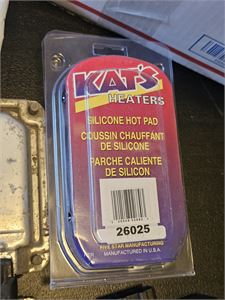 KAT'S
HEATERS
SILICONE HOT PAD
COUSSIN CHAUFFANT
DE SILICONE
PARCHE CALIENTE
DE SILICON
26025
FIVE STAR MANUFACTURING
MANUFACTURED IN U.S.A.